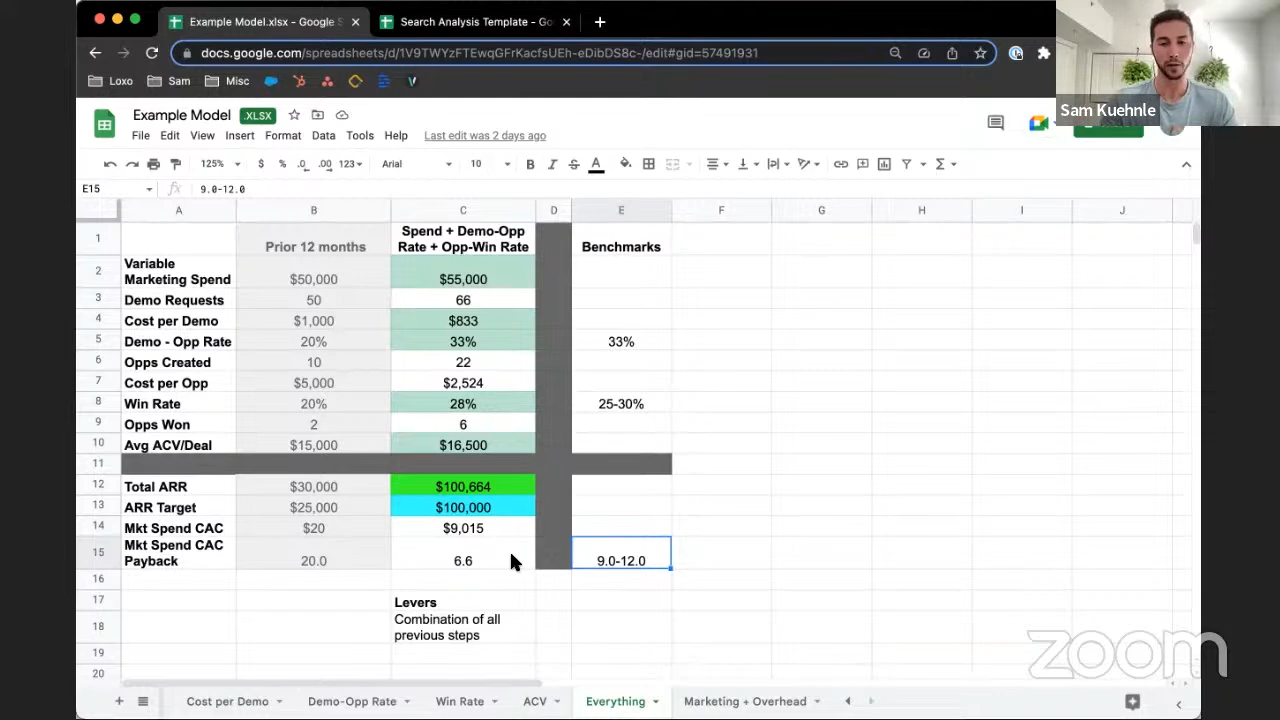 Example Model.xlsx - Google S
Search Analysis Template - Go
docs.google.com/spreadsheets/d/1V9TWYzFTEwqGFrKacfsUEh-eDibDS8c-/edit#gid=57491931
Loxo Sam Misc
Sam Kuehnle
Example Model .XLSX
File Edit View Insert Format Data Tools Help Last edit was 2 days ago
125% $ % .0 .00 123 Arial 10 B I S A
E15 fx 9.0-12.0
A B C D E F G H I J
1 Prior 12 months Spend + Demo-Opp Rate + Opp-Win Rate Benchmarks
2 Variable Marketing Spend $50,000 $55,000
3 Demo Requests 50 66
4 Cost per Demo $1,000 $833
5 Demo - Opp Rate 20% 33% 33%
6 Opps Created 10 22
7 Cost per Opp $5,000 $2,524
8 Win Rate 20% 28% 25-30%
9 Opps Won 2 6
10 Avg ACV/Deal $15,000 $16,500
11
12 Total ARR $30,000 $100,664
13 ARR Target $25,000 $100,000
14 Mkt Spend CAC $20 $9,015
15 Mkt Spend CAC Payback 20.0 6.6 9.0-12.0
16
17 Levers
18 Combination of all previous steps
19
20
zoom
Cost per Demo Demo-Opp Rate Win Rate ACV Everything Marketing + Overhead